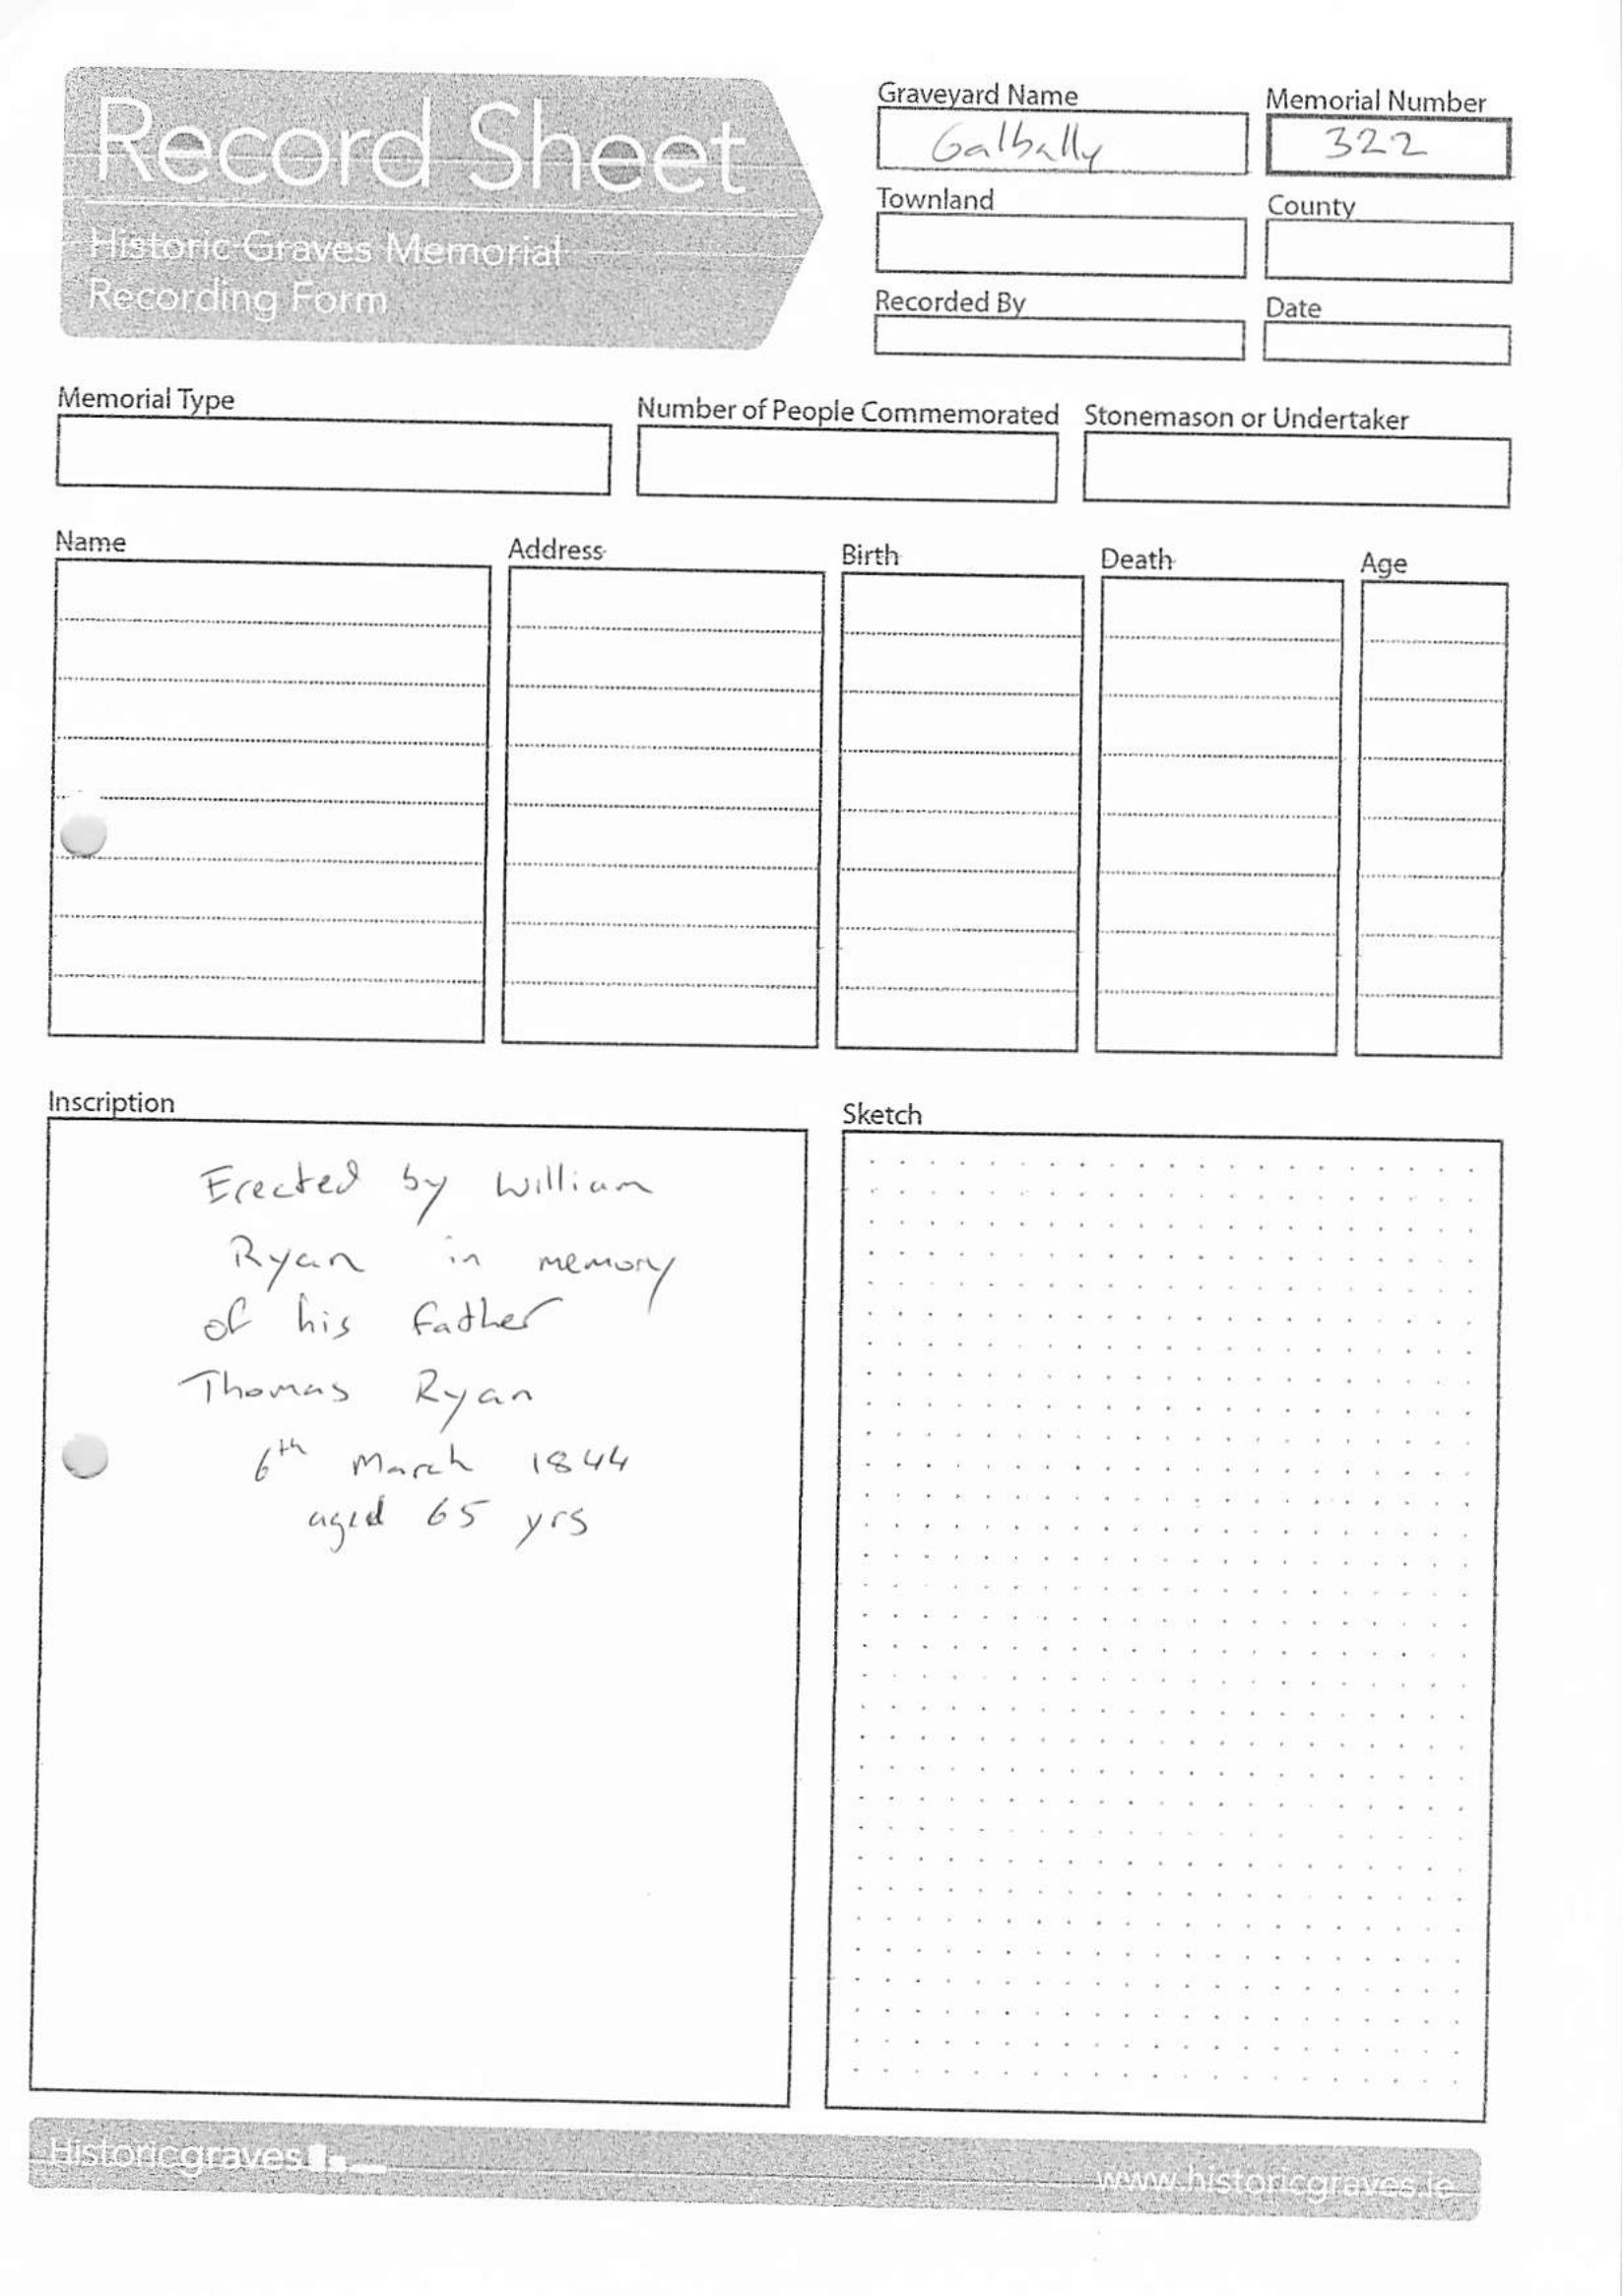 Record Sheet
Historic Graves Memorial
Recording Form
Graveyard Name
Galbally
Memorial Number
322
Townland
County
Recorded By
Date
Memorial Type
Number of People Commemorated
Stonemason or Undertaker
Name
Address
Birth
Death
Age
Inscription
Erected by William
Ryan in memory
of his father
Thomas Ryan
6th March 1844
aged 65 yrs
Sketch
Historicgraves
www.historicgraves.ie